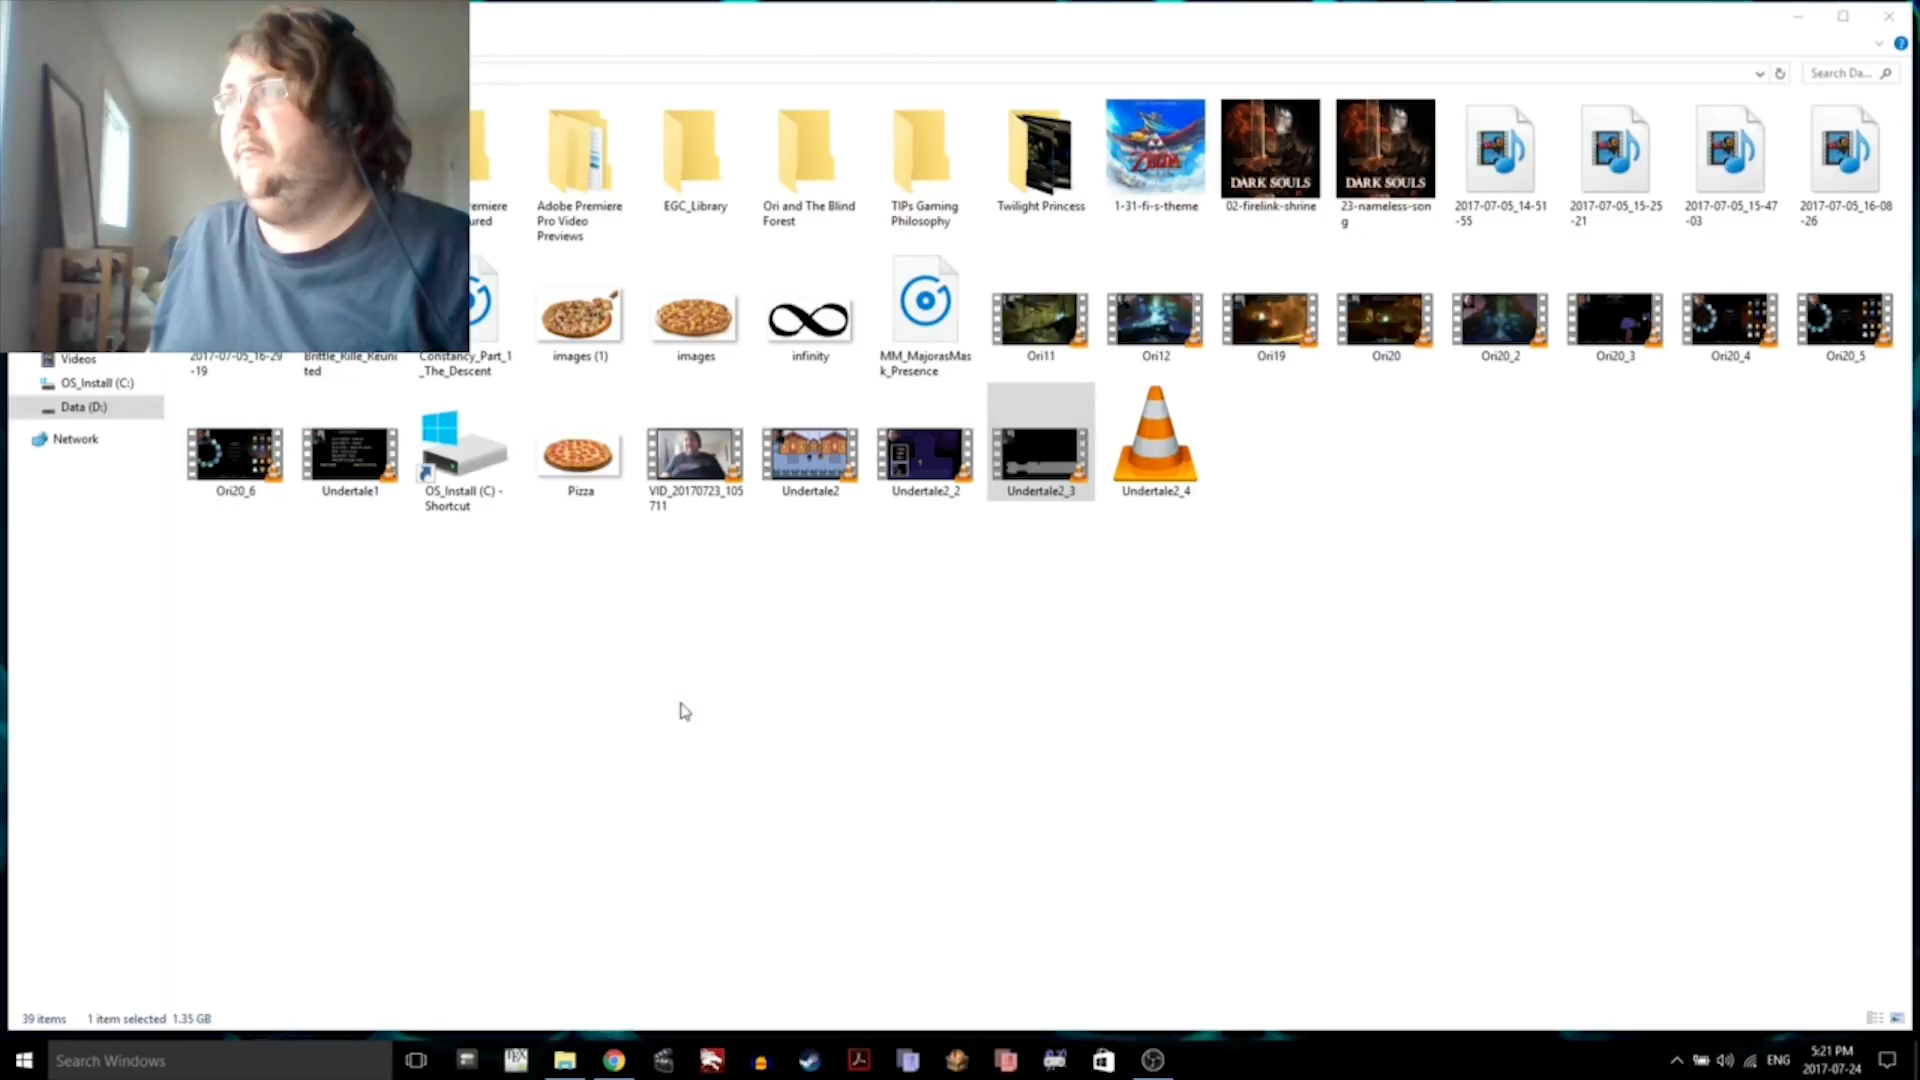 Search Da...
remiere
ured
Adobe Premiere
Pro Video
Previews
EGC_Library
Ori and The Blind
Forest
TIPs Gaming
Philosophy
Twilight Princess
1-31-fi-s-theme
DARK SOULS
02-firelink-shrine
DARK SOULS
23-nameless-son
g
2017-07-05_14-51
-55
2017-07-05_15-25
-21
2017-07-05_15-47
-03
2017-07-05_16-08
-26
2017-07-05_16-29
-19
Brittle_Rille_Reuni
ted
Constancy_Part_1
_The_Descent
images (1)
images
infinity
MM_MajorasMas
k_Presence
Ori11
Ori12
Ori19
Ori20
Ori20_2
Ori20_3
Ori20_4
Ori20_5
Videos
OS_Install (C:)
Data (D:)
Network
Ori20_6
Undertale1
OS_Install (C) -
Shortcut
Pizza
VID_20170723_105
711
Undertale2
Undertale2_2
Undertale2_3
Undertale2_4
39 items
1 item selected 1.35 GB
Search Windows
ENG
5:21 PM
2017-07-24